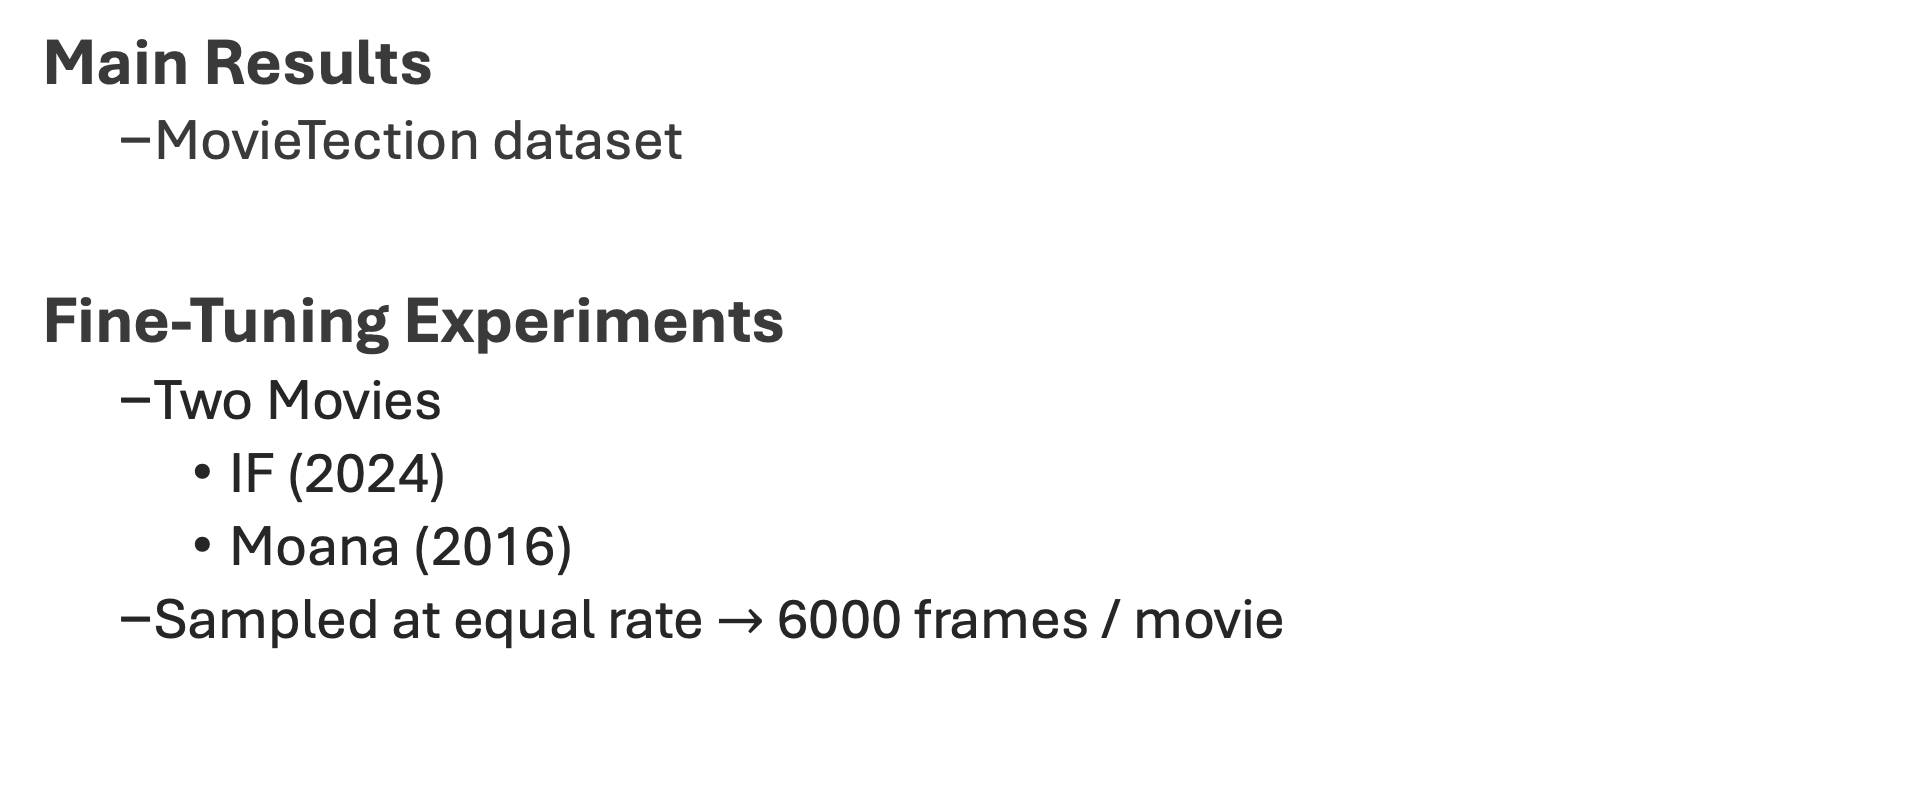 Main Results
–MovieTection dataset
Fine-Tuning Experiments
–Two Movies
• IF (2024)
• Moana (2016)
–Sampled at equal rate → 6000 frames / movie